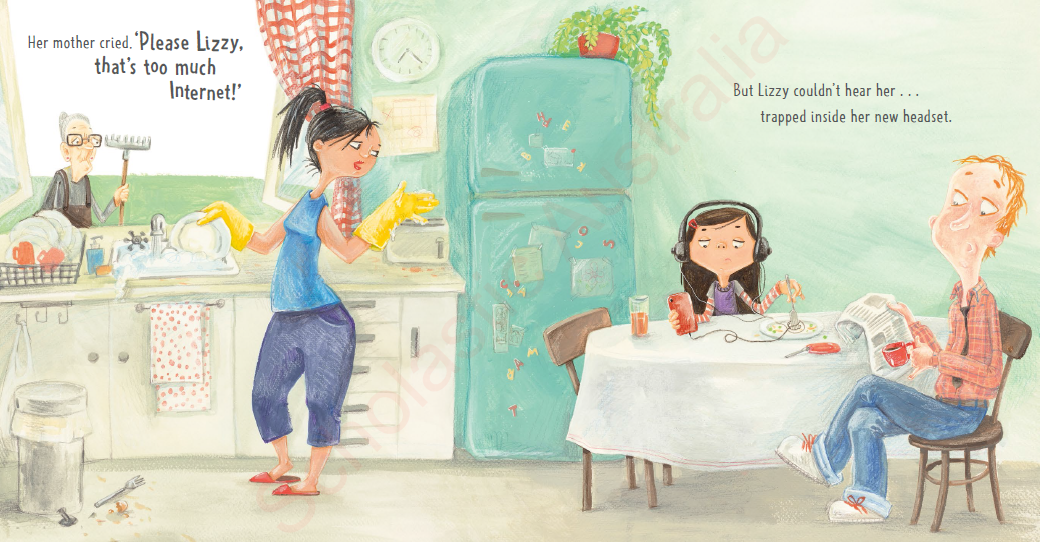 Her mother cried. ‘Please Lizzy,
that’s too much
Internet!’
But Lizzy couldn’t hear her . . .
trapped inside her new headset.
Scholastic Australia